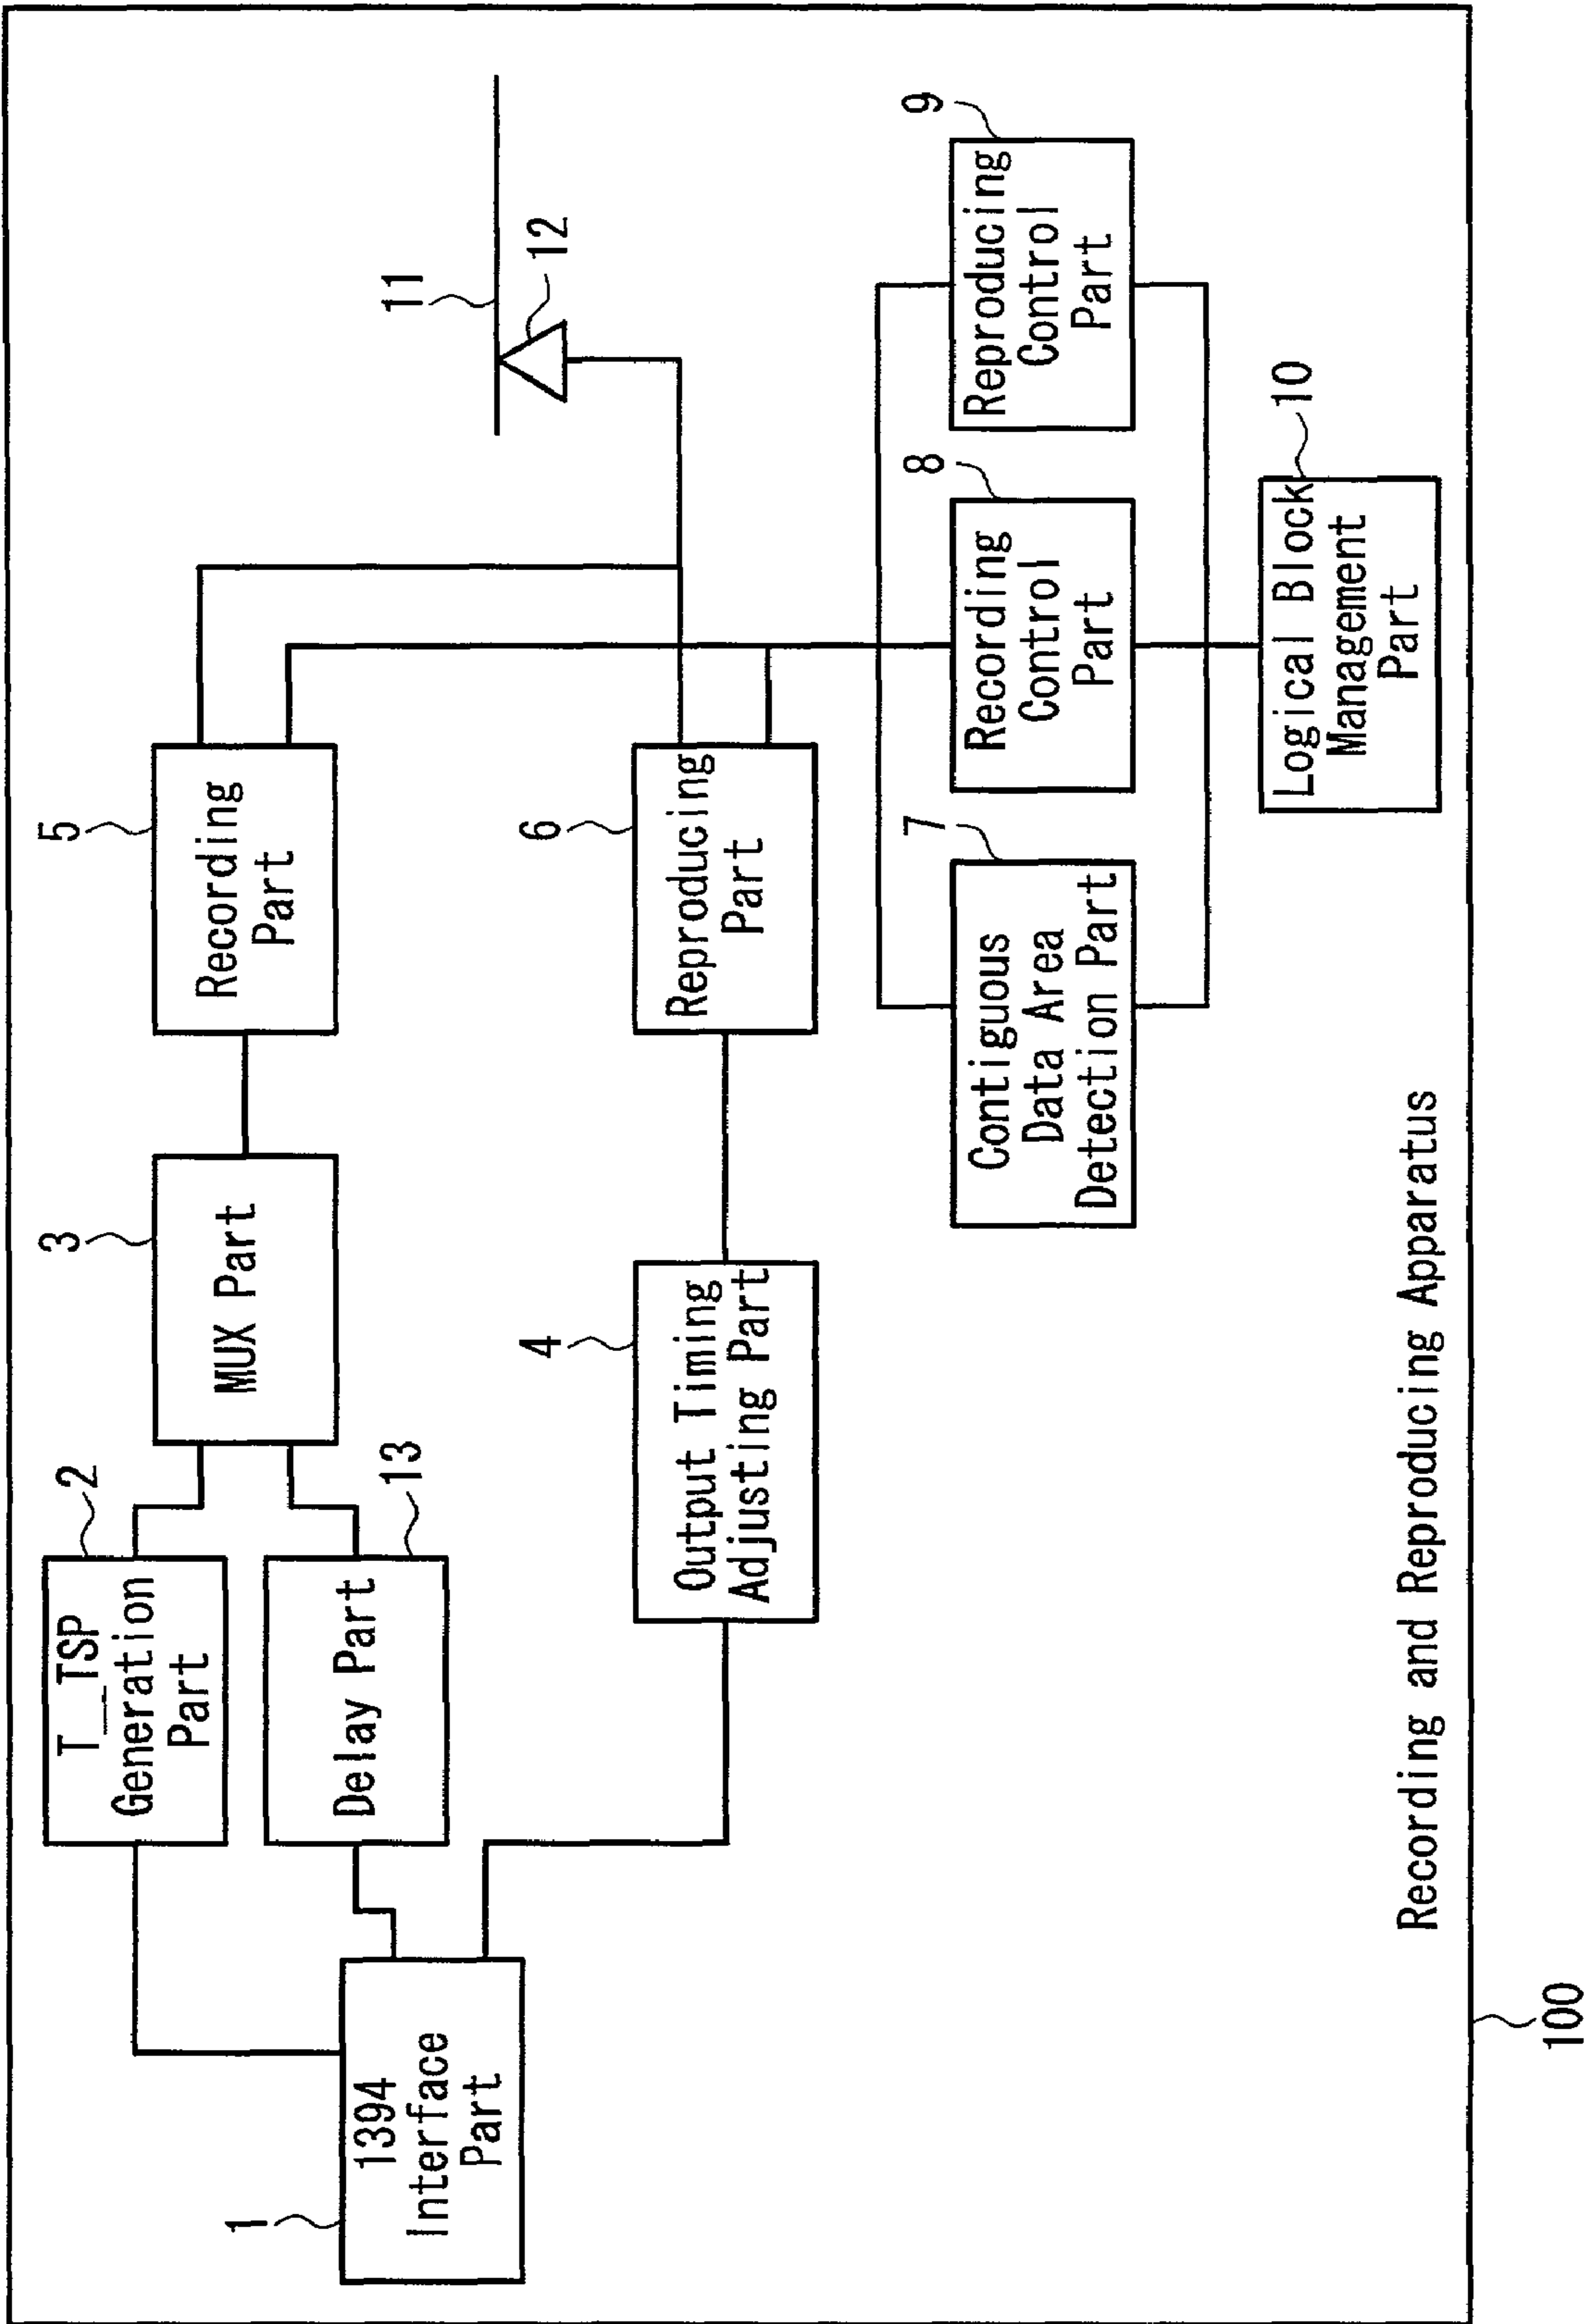 2
T_TSP
Generation
Part
3
MUX Part
5
Recording
Part
13
Delay Part
1
1394
Interface
Part
11
12
4
Output Timing
Adjusting Part
6
Reproducing
Part
7
Contiguous
Data Area
Detection Part
8
Recording
Control
Part
9
Reproducing
Control
Part
10
Logical Block
Management
Part
Recording and Reproducing Apparatus
100